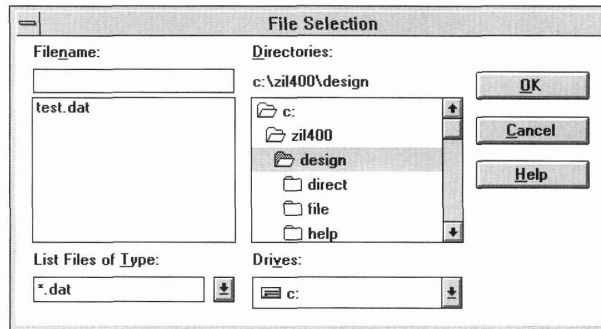 File Selection
Filename:
Directories:
c:\zil400\design
test.dat
c:
zil400
design
direct
file
help
OK
Cancel
Help
List Files of Type:
*.dat
Drives:
c: